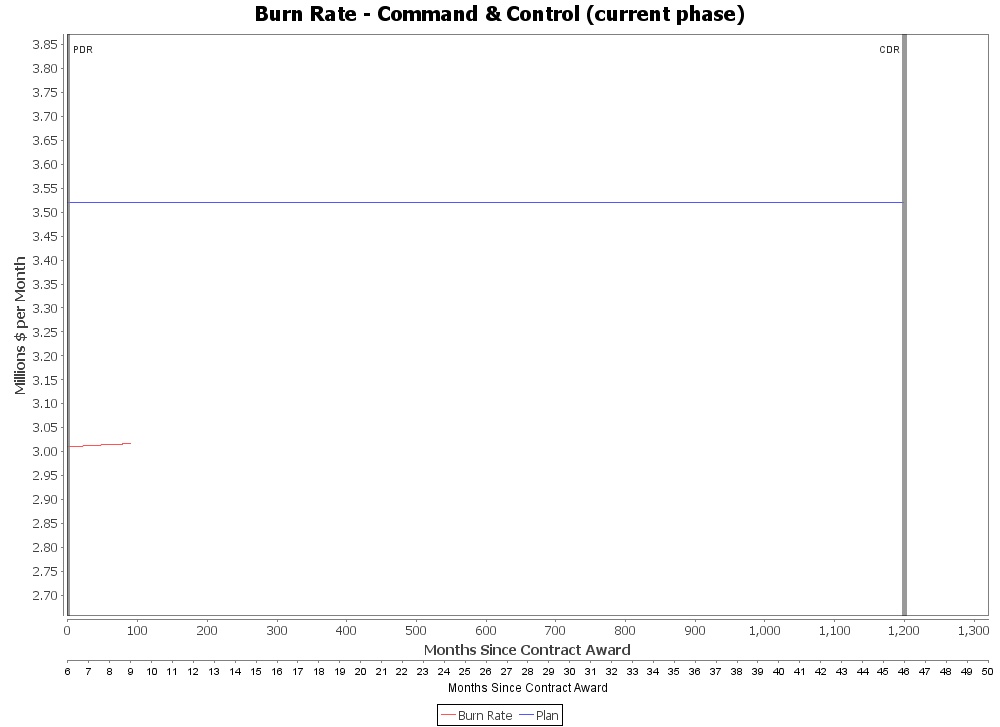 Burn Rate - Command & Control (current phase)
PDR
CDR
3.85
3.80
3.75
3.70
3.65
3.60
3.55
3.50
3.45
3.40
3.35
3.30
3.25
3.20
3.15
3.10
3.05
3.00
2.95
2.90
2.85
2.80
2.75
2.70
Millions $ per Month
0 100 200 300 400 500 600 700 800 900 1,000 1,100 1,200 1,300
Months Since Contract Award
6 7 8 9 10 11 12 13 14 15 16 17 18 19 20 21 22 23 24 25 26 27 28 29 30 31 32 33 34 35 36 37 38 39 40 41 42 43 44 45 46 47 48 49 50
Months Since Contract Award
Burn Rate Plan